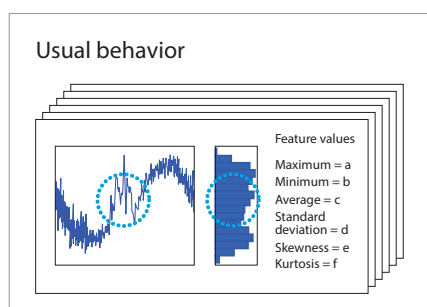 Usual behavior
Feature values
Maximum = a
Minimum = b
Average = c
Standard
deviation = d
Skewness = e
Kurtosis = f